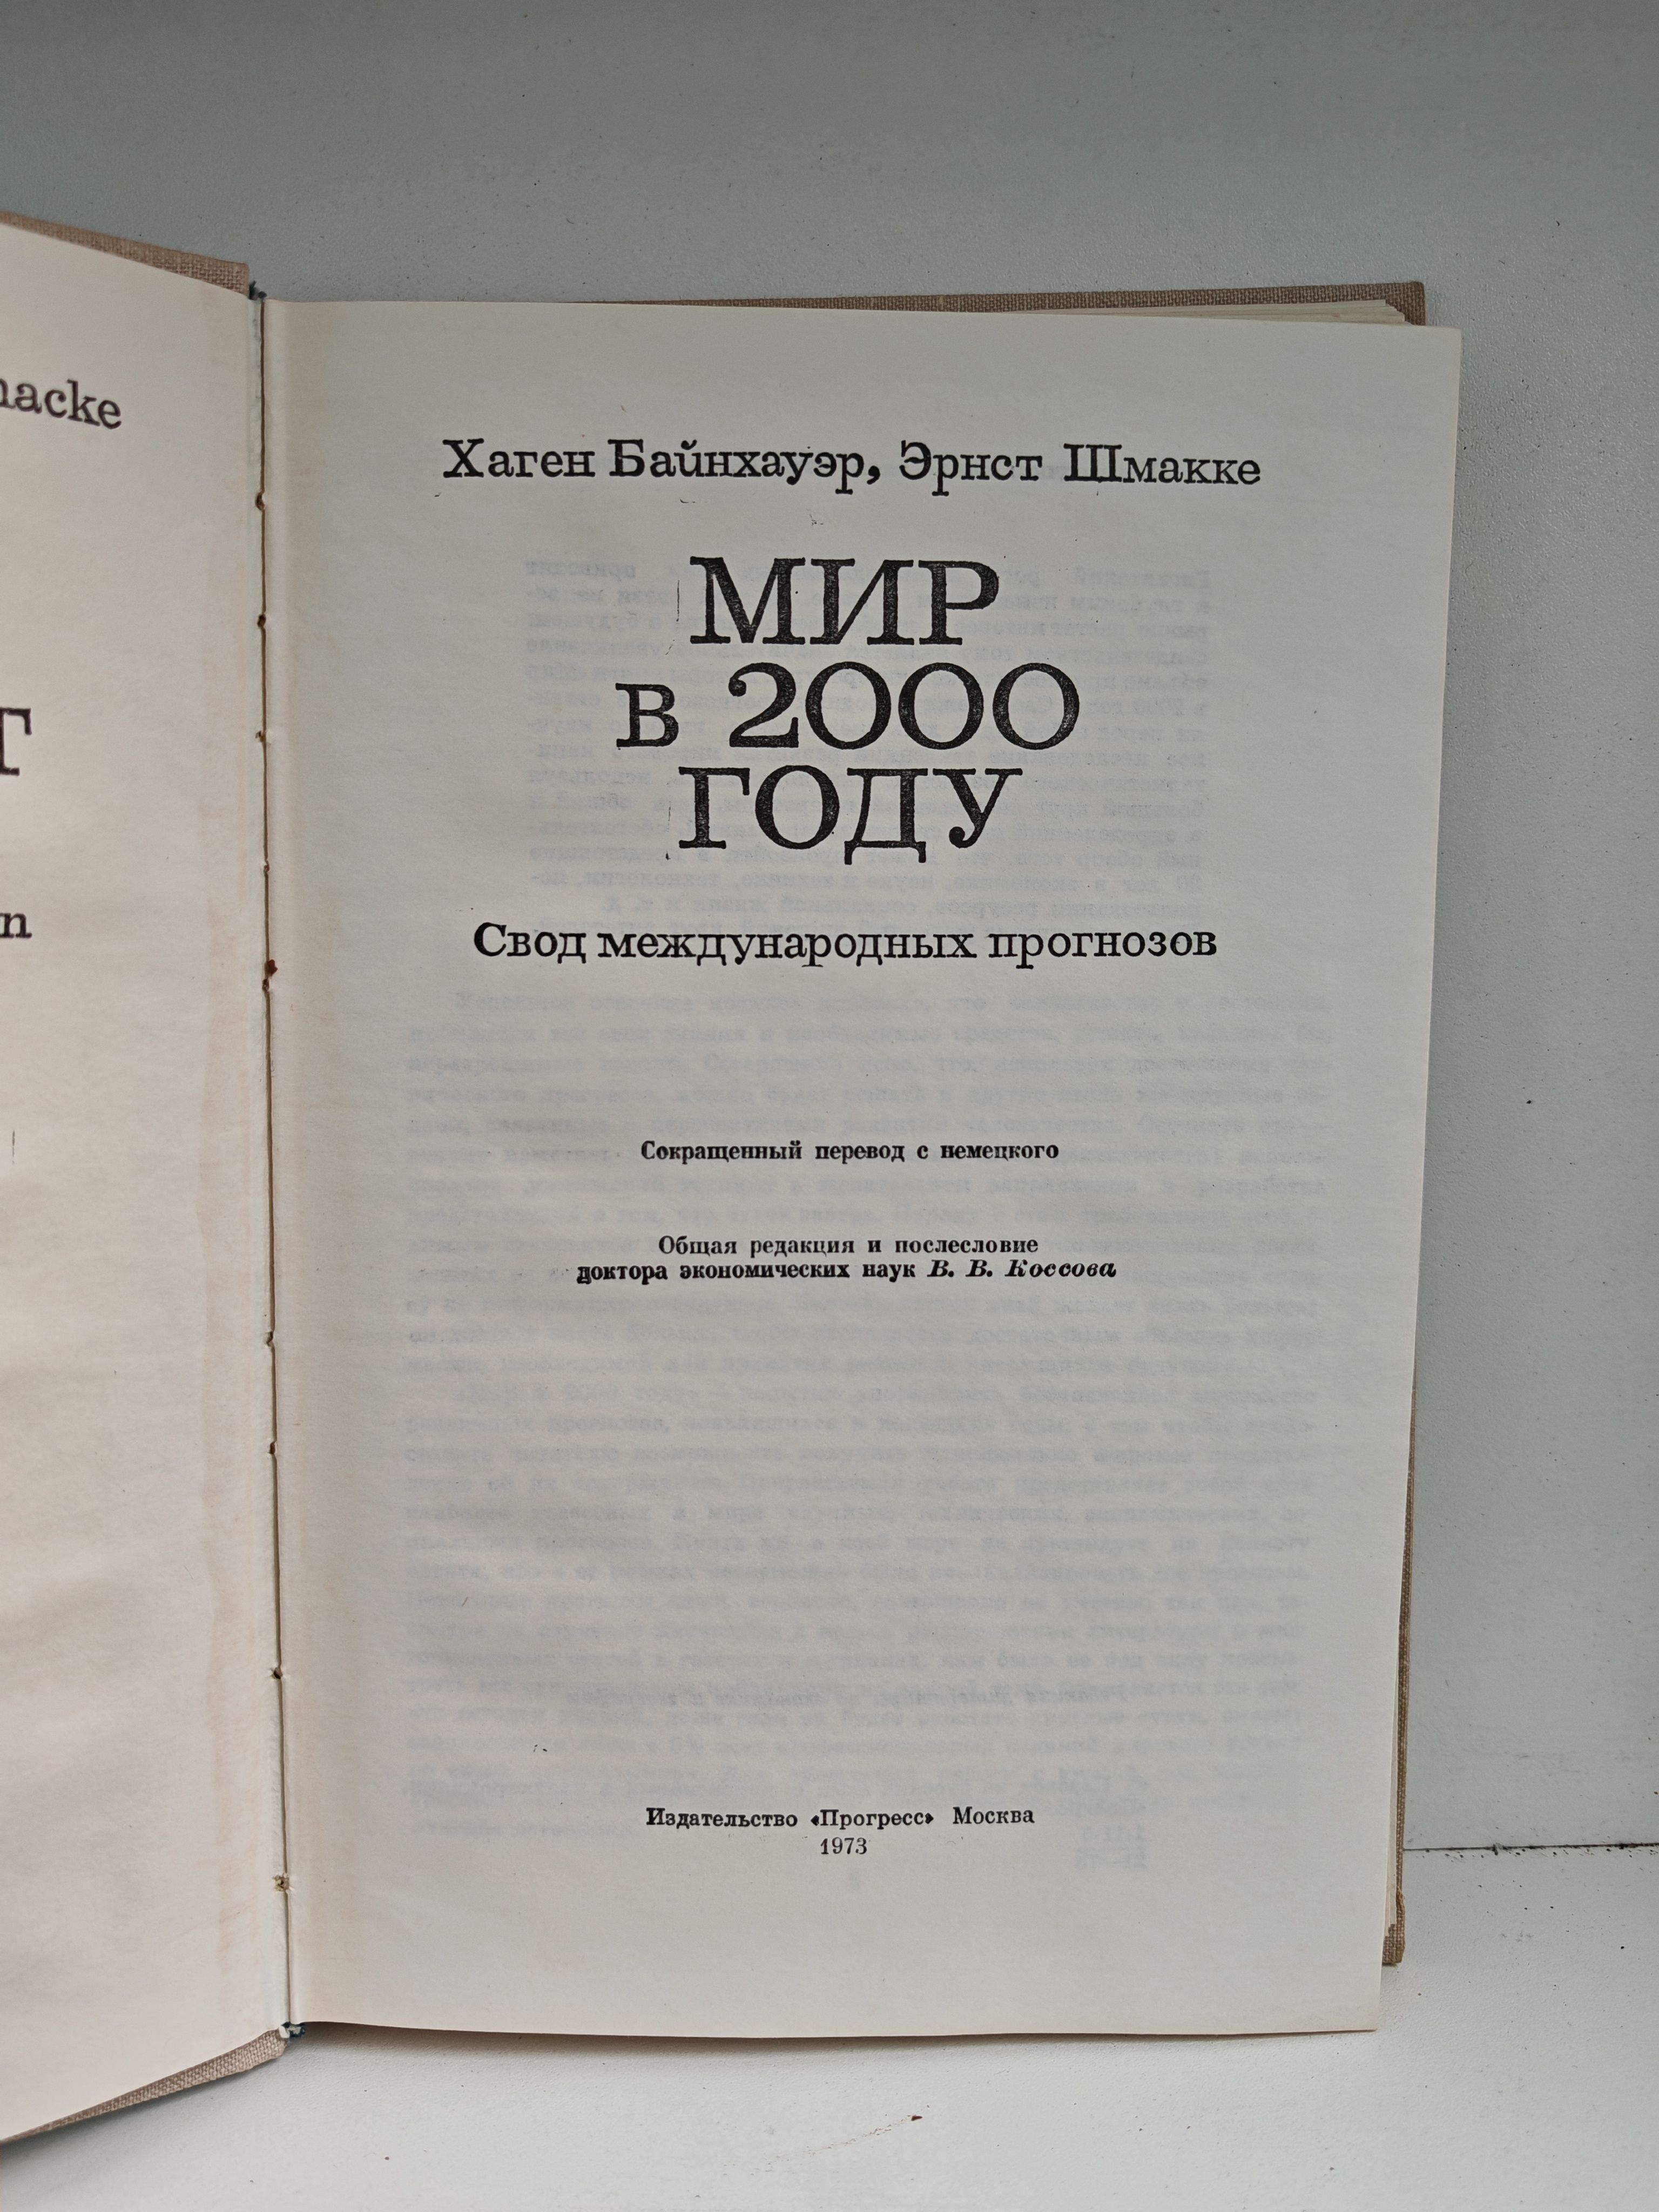 Хаген Байнхауэр, Эрнст Шмакке
МИР
в 2000
ГОДУ
Свод международных прогнозов
Сокращенный перевод с немецкого
Общая редакция и послесловие
доктора экономических наук В. В. Коссова
Издательство «Прогресс» Москва
1973